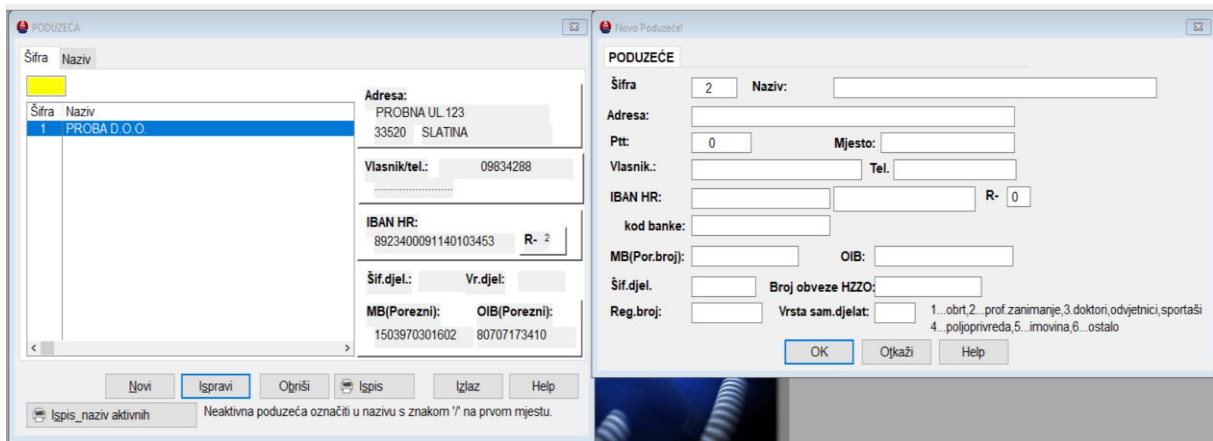 PODUZEĆA
Šifra Naziv
Šifra Naziv
1 PROBA D.O.O.
Adresa:
PROBNA UL.123
33520 SLATINA
Vlasnik/tel.: 09834288
IBAN HR:
8923400091140103453 R- 2
Šif.djel.: Vr.djel:
MB(Porezni): OIB(Porezni):
1503970301602 80707173410
Novi Ispravi Obriši Ispis Izlaz Help
Ispis_naziv aktivnih Neaktivna poduzeća označiti u nazivu s znakom '/' na prvom mjestu.
Novo Poduzeće!
PODUZEĆE
Šifra 2 Naziv:
Adresa:
Ptt: 0 Mjesto:
Vlasnik.: Tel.
IBAN HR: R- 0
kod banke:
MB(Por.broj): OIB:
Šif.djel. Broj obveze HZZO:
Reg.broj: Vrsta sam.djelat: 1...obrt,2...prof.zanimanje,3.doktori,odvjetnici,sportaši
4...poljoprivreda,5...imovina,6...ostalo
OK Otkaži Help